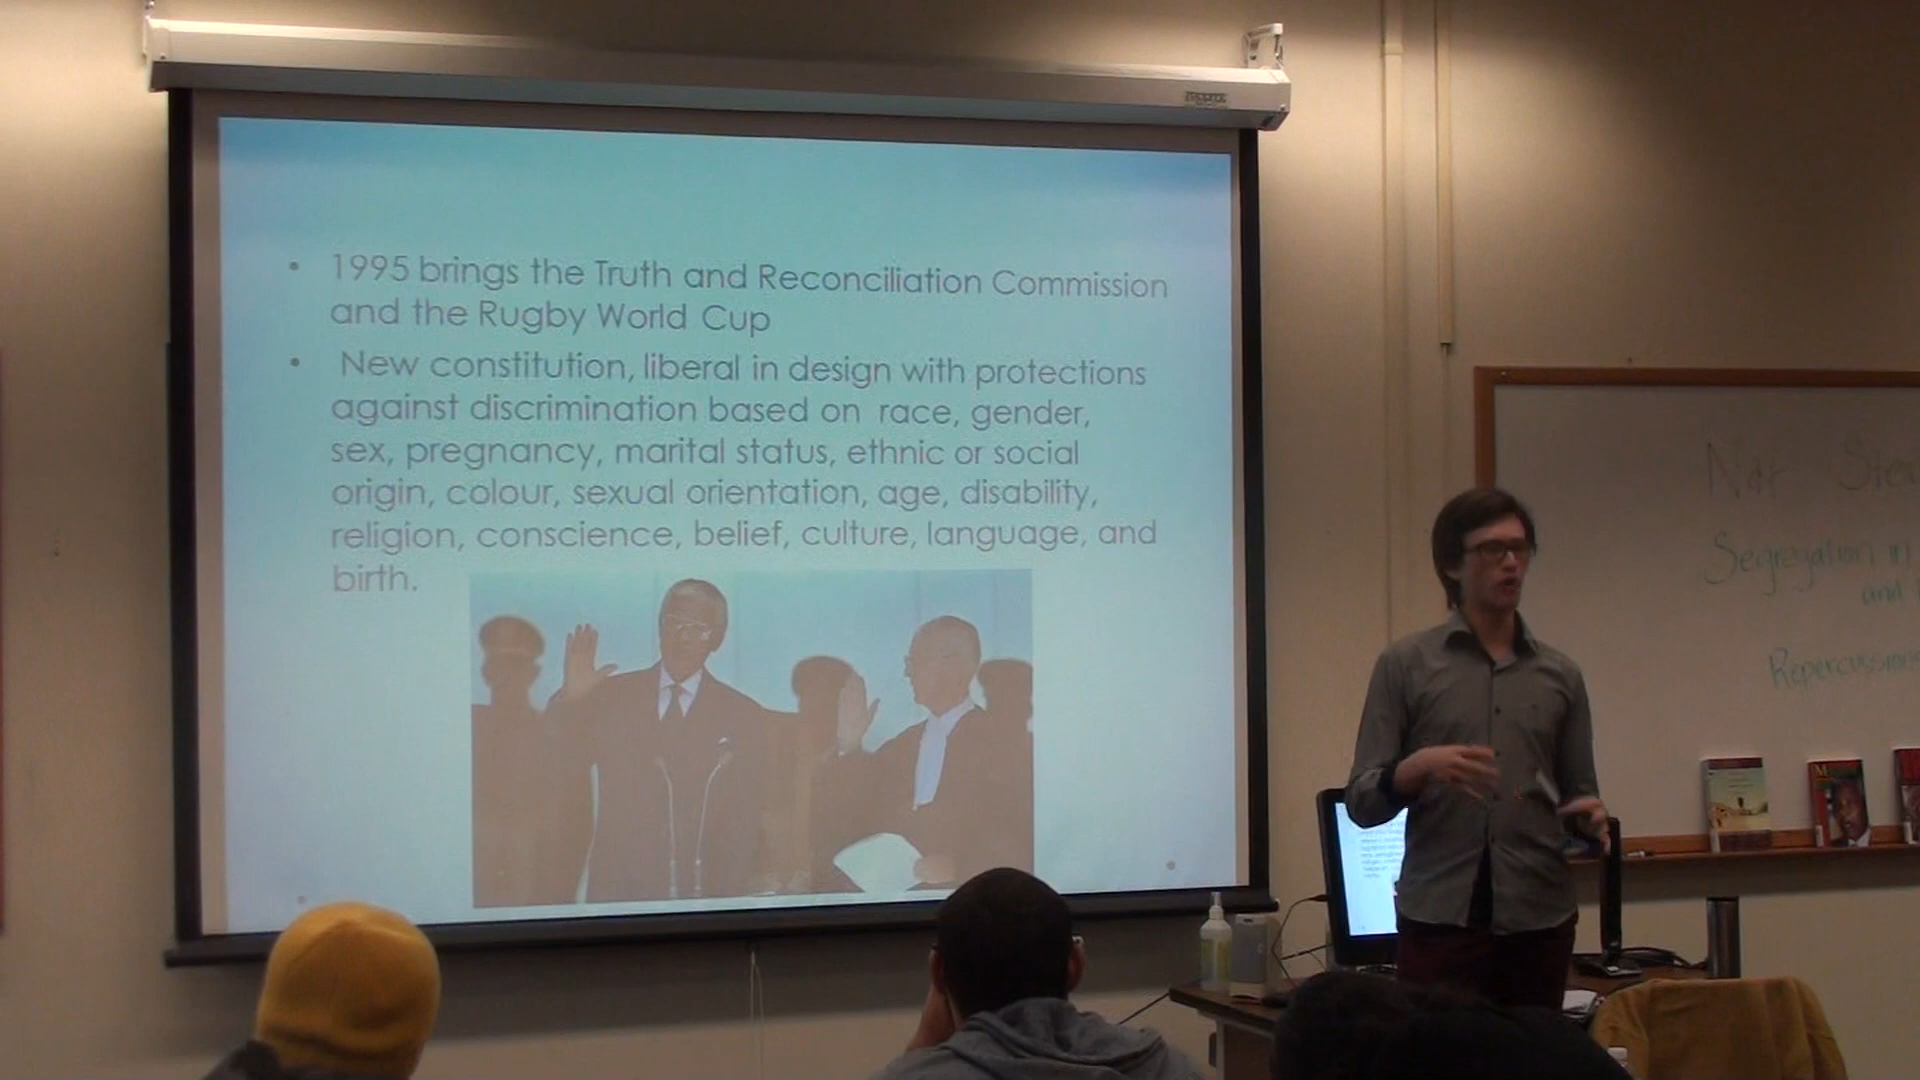 1995 brings the Truth and Reconciliation Commission
and the Rugby World Cup
New constitution, liberal in design with protections
against discrimination based on race, gender,
sex, pregnancy, marital status, ethnic or social
origin, colour, sexual orientation, age, disability,
religion, conscience, belief, culture, language, and
birth.
Segregation in
and
Repercussions